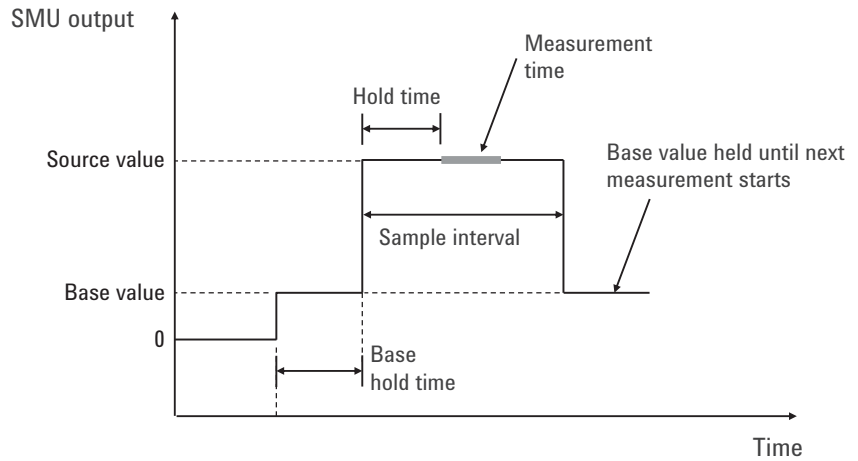 SMU output
Measurement
time
Hold time
Source value
Base value held until next
measurement starts
Sample interval
Base value
0
Base
hold time
Time